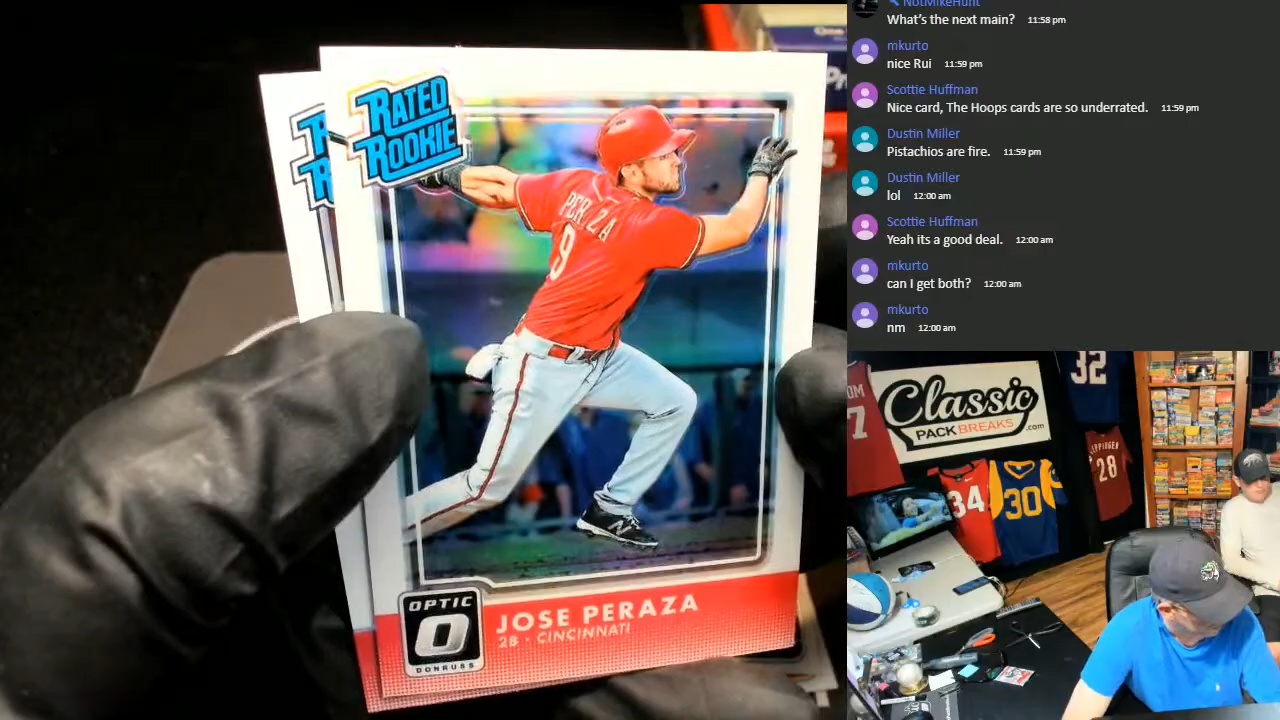 NotMikeHunt
What's the next main? 11:58 pm
mkurto
nice Rui 11:59 pm
Scottie Huffman
Nice card, The Hoops cards are so underrated. 11:59 pm
Dustin Miller
Pistachios are fire. 11:59 pm
Dustin Miller
lol 12:00 am
Scottie Huffman
Yeah its a good deal. 12:00 am
mkurto
can I get both? 12:00 am
mkurto
nm 12:00 am
RATED
ROOKIE
PERAZA
9
OPTIC
DONRUSS
JOSE PERAZA
2B · CINCINNATI
Classic
PACKBREAKS.com
32
7
34
30
28